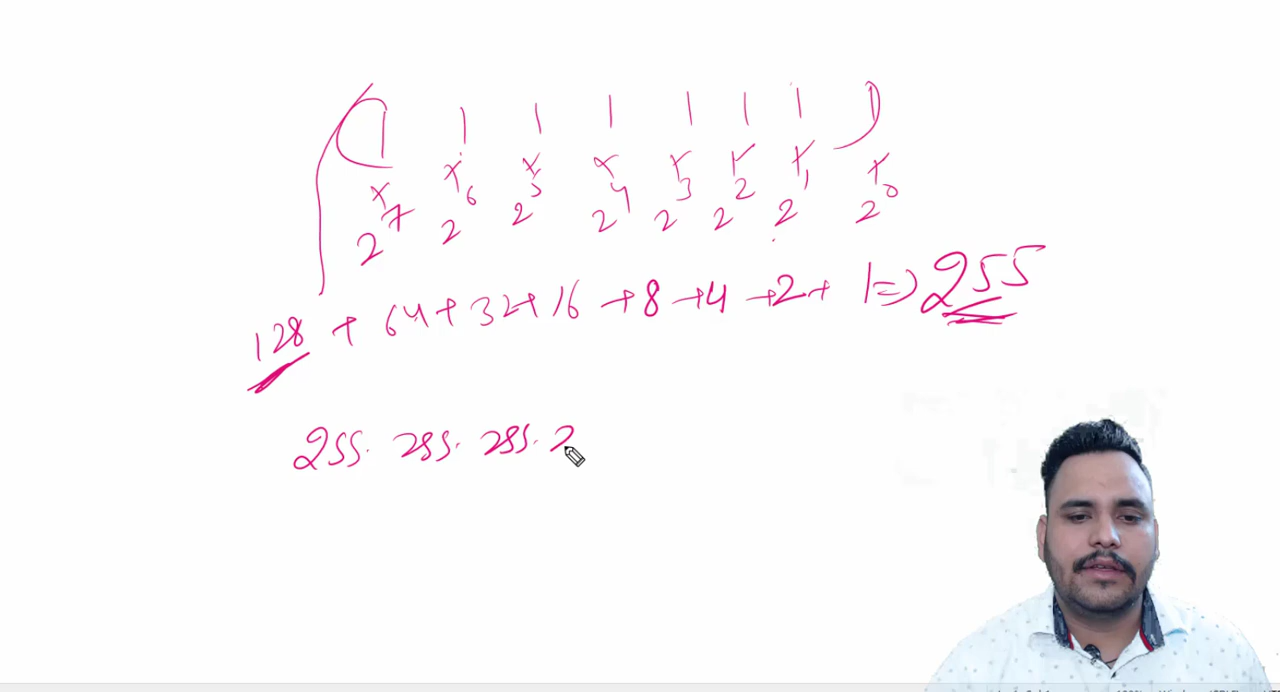 1 1 1 1 1 1 1 1
x x x x x x x x
2^7 2^6 2^5 2^4 2^3 2^2 2^1 2^0
128 + 64 + 32 + 16 + 8 + 4 + 2 + 1 => 255
255. 255. 255. 2